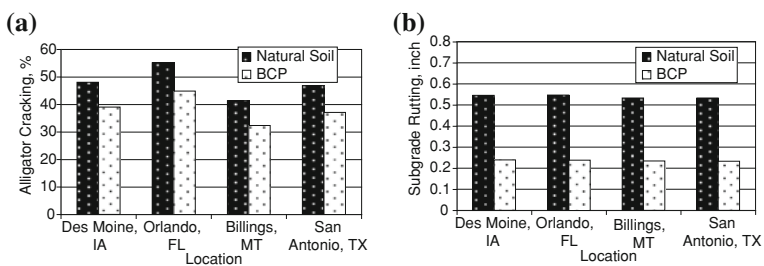 (a)
Alligator Cracking, %
60
50
40
30
20
10
0
Natural Soil
BCP
Des Moine,
IA
Orlando,
FL
Billings,
MT
San
Antonio, TX
Location
(b)
Subgrade Rutting, inch
0.8
0.7
0.6
0.5
0.4
0.3
0.2
0.1
0
Natural Soil
BCP
Des Moine,
IA
Orlando,
FL
Billings,
MT
San
Antonio, TX
Location